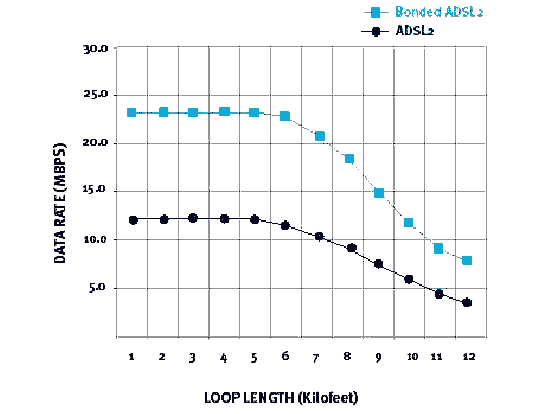 Bonded ADSL2
ADSL2
30.0
25.0
20.0
15.0
10.0
5.0
DATA RATE (MBPS)
1 2 3 4 5 6 7 8 9 10 11 12
LOOP LENGTH (Kilofeet)